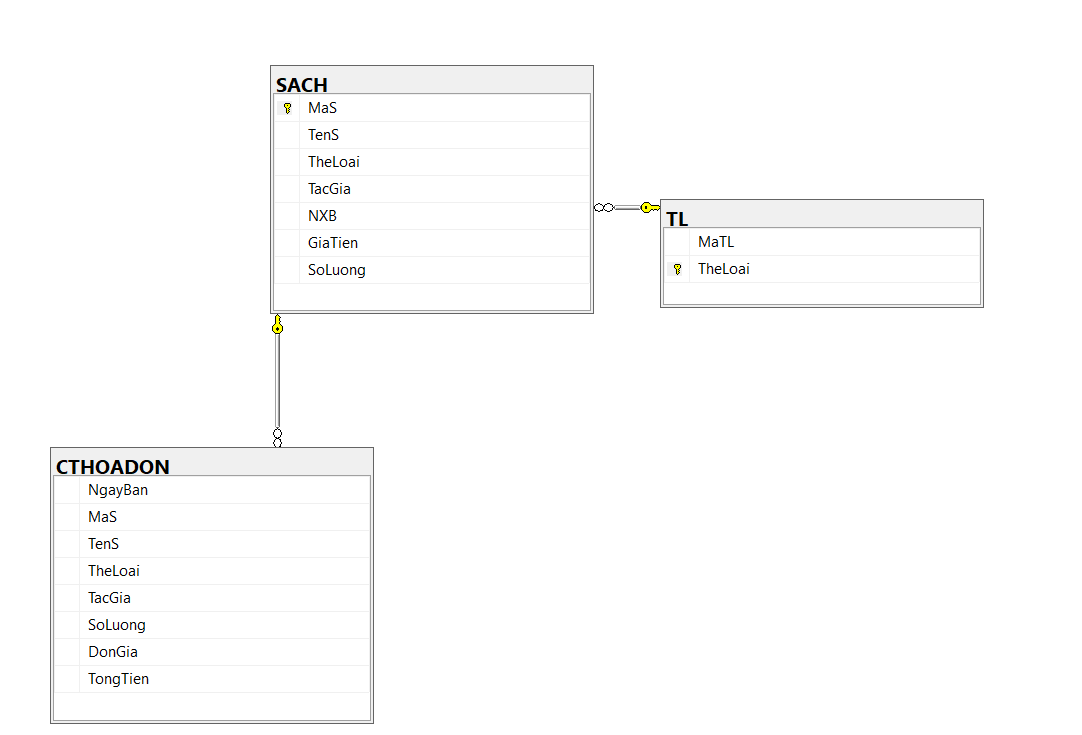 SACH
MaS
TenS
TheLoai
TacGia
NXB
GiaTien
SoLuong
TL
MaTL
TheLoai
CTHOADON
NgayBan
MaS
TenS
TheLoai
TacGia
SoLuong
DonGia
TongTien